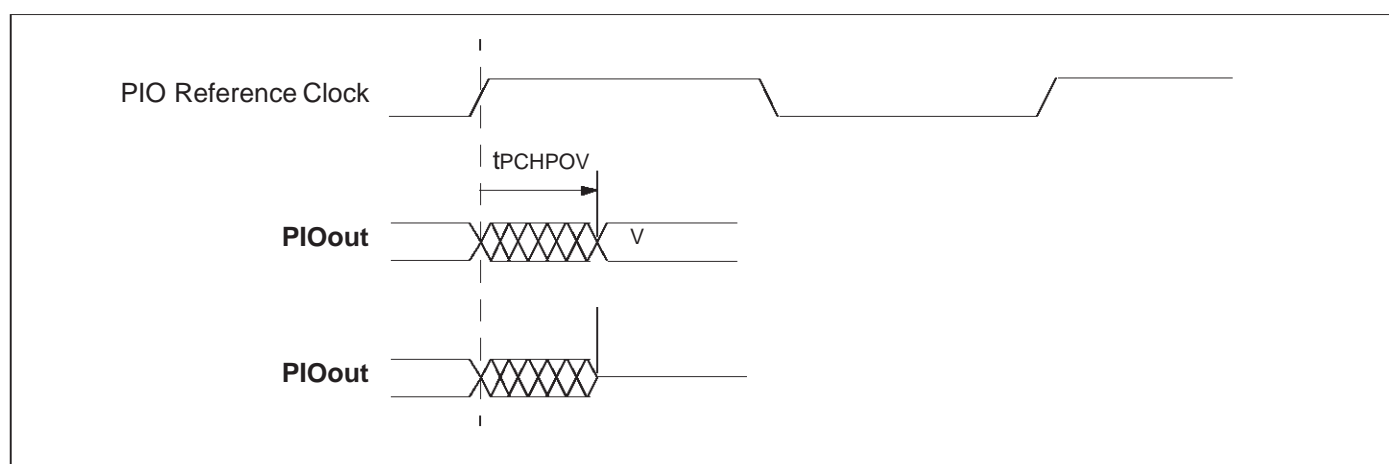 PIO Reference Clock
tPCHPOV
PIOout
V
PIOout